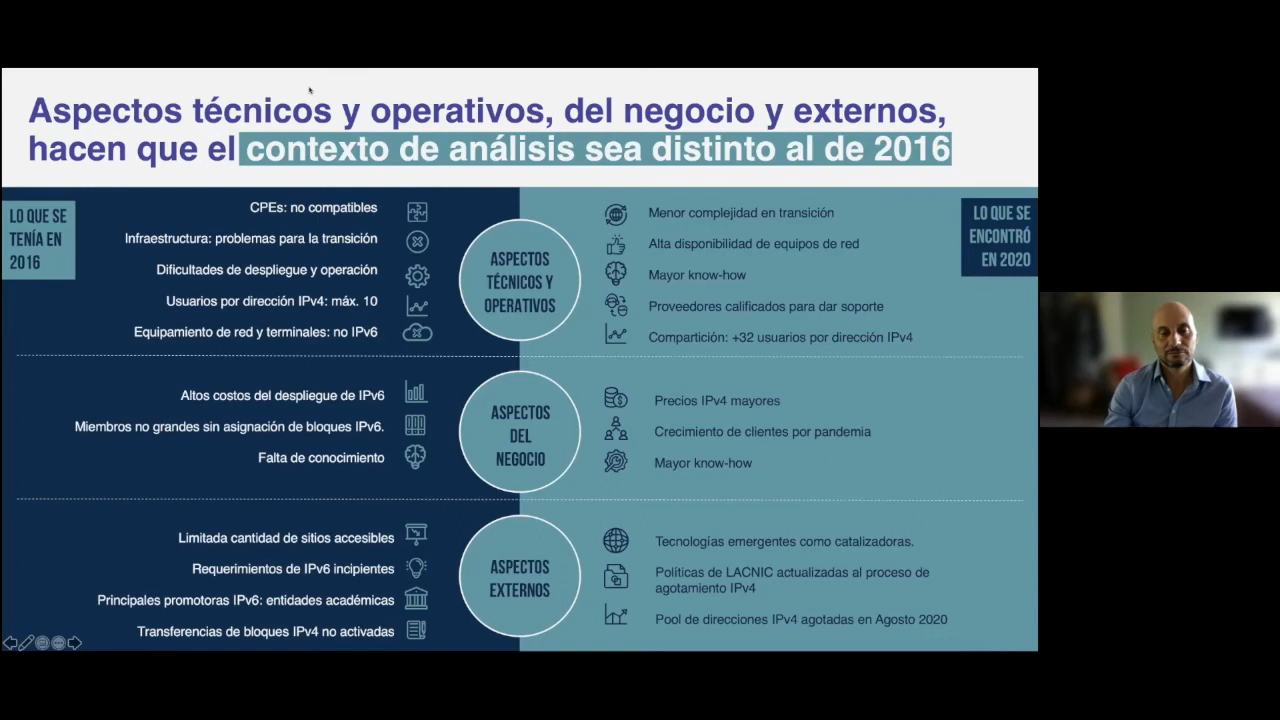 Aspectos técnicos y operativos, del negocio y externos,
hacen que el contexto de análisis sea distinto al de 2016
LO QUE SE
TENÍA EN
2016
CPEs: no compatibles
Infraestructura: problemas para la transición
Dificultades de despliegue y operación
Usuarios por dirección IPv4: máx. 10
Equipamiento de red y terminales: no IPv6
ASPECTOS
TÉCNICOS Y
OPERATIVOS
Menor complejidad en transición
Alta disponibilidad de equipos de red
Mayor know-how
Proveedores calificados para dar soporte
Compartición: +32 usuarios por dirección IPv4
LO QUE SE
ENCONTRÓ
EN 2020
Altos costos del despliegue de IPv6
Miembros no grandes sin asignación de bloques IPv6.
Falta de conocimiento
ASPECTOS
DEL
NEGOCIO
Precios IPv4 mayores
Crecimiento de clientes por pandemia
Mayor know-how
Limitada cantidad de sitios accesibles
Requerimientos de IPv6 incipientes
Principales promotoras IPv6: entidades académicas
Transferencias de bloques IPv4 no activadas
ASPECTOS
EXTERNOS
Tecnologías emergentes como catalizadoras.
Políticas de LACNIC actualizadas al proceso de
agotamiento IPv4
Pool de direcciones IPv4 agotadas en Agosto 2020